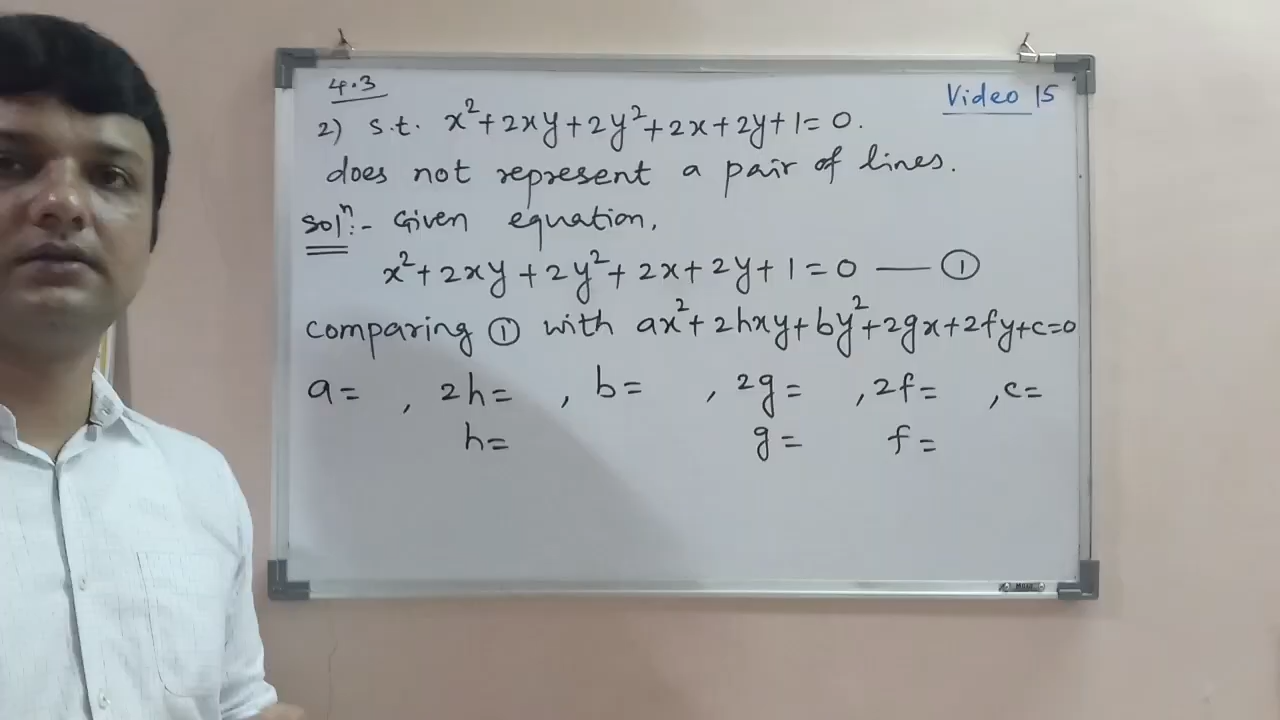 4.3
Video 15
2) s.t. x²+2xy+2y²+2x+2y+1=0.
does not represent a pair of lines.
Solⁿ:- Given equation,
x²+2xy+2y²+2x+2y+1=0 —— ①
comparing ① with ax²+2hxy+by²+2gx+2fy+c=0
a= , 2h= , b= , 2g= , 2f= , c=
h= g= f=